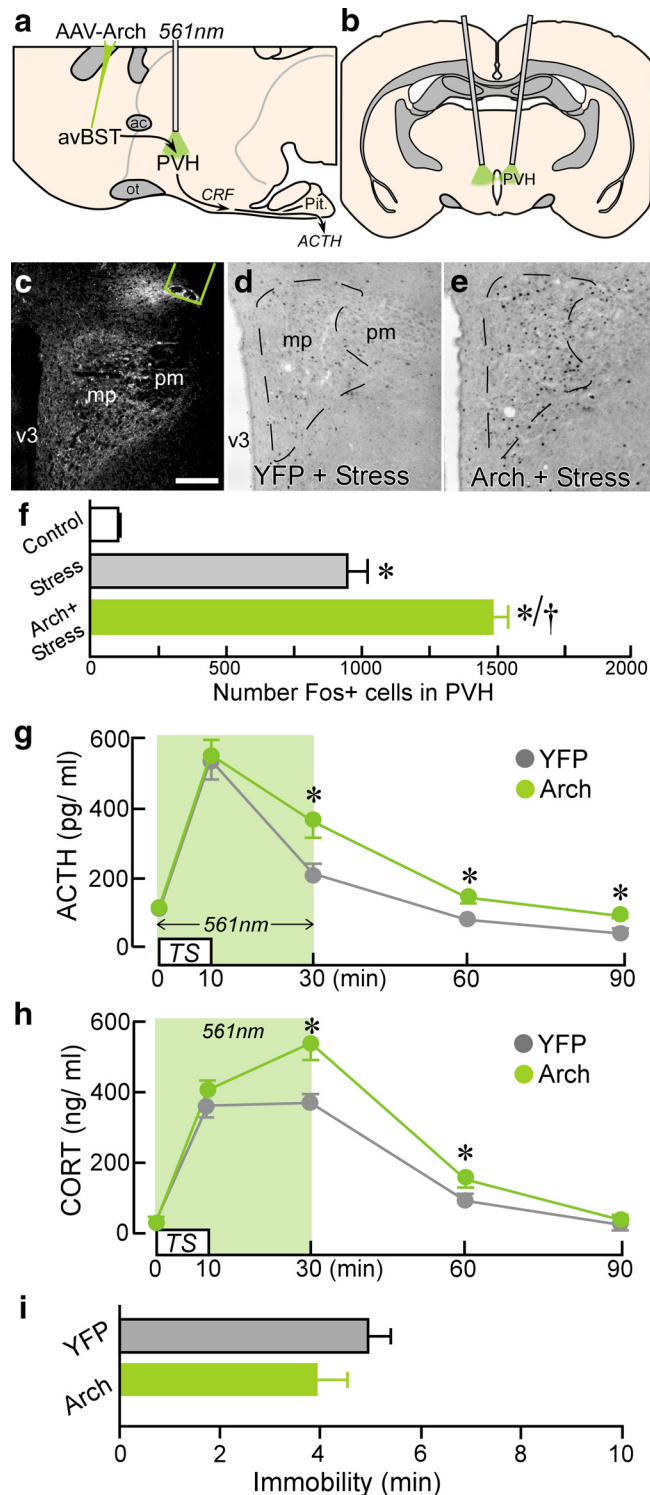 a
AAV-Arch 561nm
ac
avBST
PVH
ot
CRF
Pit.
ACTH
b
PVH
c
mp
pm
v3
d
mp
pm
v3
YFP + Stress
e
Arch + Stress
f
Control
Stress
*
Arch+
Stress
*/†
0 500 1000 1500 2000
Number Fos+ cells in PVH
g
600
400
200
0
ACTH (pg/ ml)
YFP
Arch
*
*
*
561nm
TS
0 10 30 (min) 60 90
h
600
400
200
0
CORT (ng/ ml)
561nm
YFP
Arch
*
*
TS
0 10 30 (min) 60 90
i
YFP
Arch
0 2 4 6 8 10
Immobility (min)